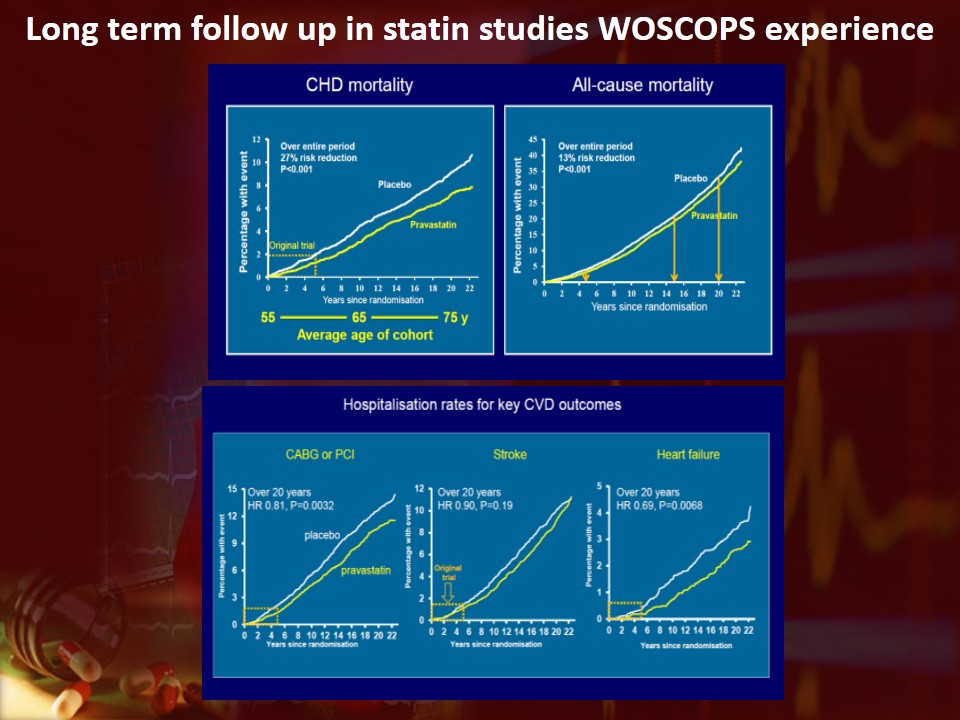 Long term follow up in statin studies WOSCOPS experience
CHD mortality
12
10
8
6
4
2
0
Percentage with event
Over entire period
27% risk reduction
P<0.001
Placebo
Pravastatin
Original trial
0 2 4 6 8 10 12 14 16 18 20 22
Years since randomisation
55 65 75 y
Average age of cohort
All-cause mortality
45
40
35
30
25
20
15
10
5
0
Percentage with event
Over entire period
13% risk reduction
P<0.001
Placebo
Pravastatin
0 2 4 6 8 10 12 14 16 18 20 22
Years since randomisation
Hospitalisation rates for key CVD outcomes
CABG or PCI
15
12
9
6
3
0
Percentage with event
Over 20 years
HR 0.81, P=0.0032
placebo
pravastatin
0 2 4 6 8 10 12 14 16 18 20 22
Years since randomisation
Stroke
12
10
8
6
4
2
0
Percentage with event
Over 20 years
HR 0.90, P=0.19
Original
trial
0 2 4 6 8 10 12 14 16 18 20 22
Years since randomisation
Heart failure
5
4
3
2
1
0
Percentage with event
Over 20 years
HR 0.69, P=0.0068
0 2 4 6 8 10 12 14 16 18 20 22
Years since randomisation